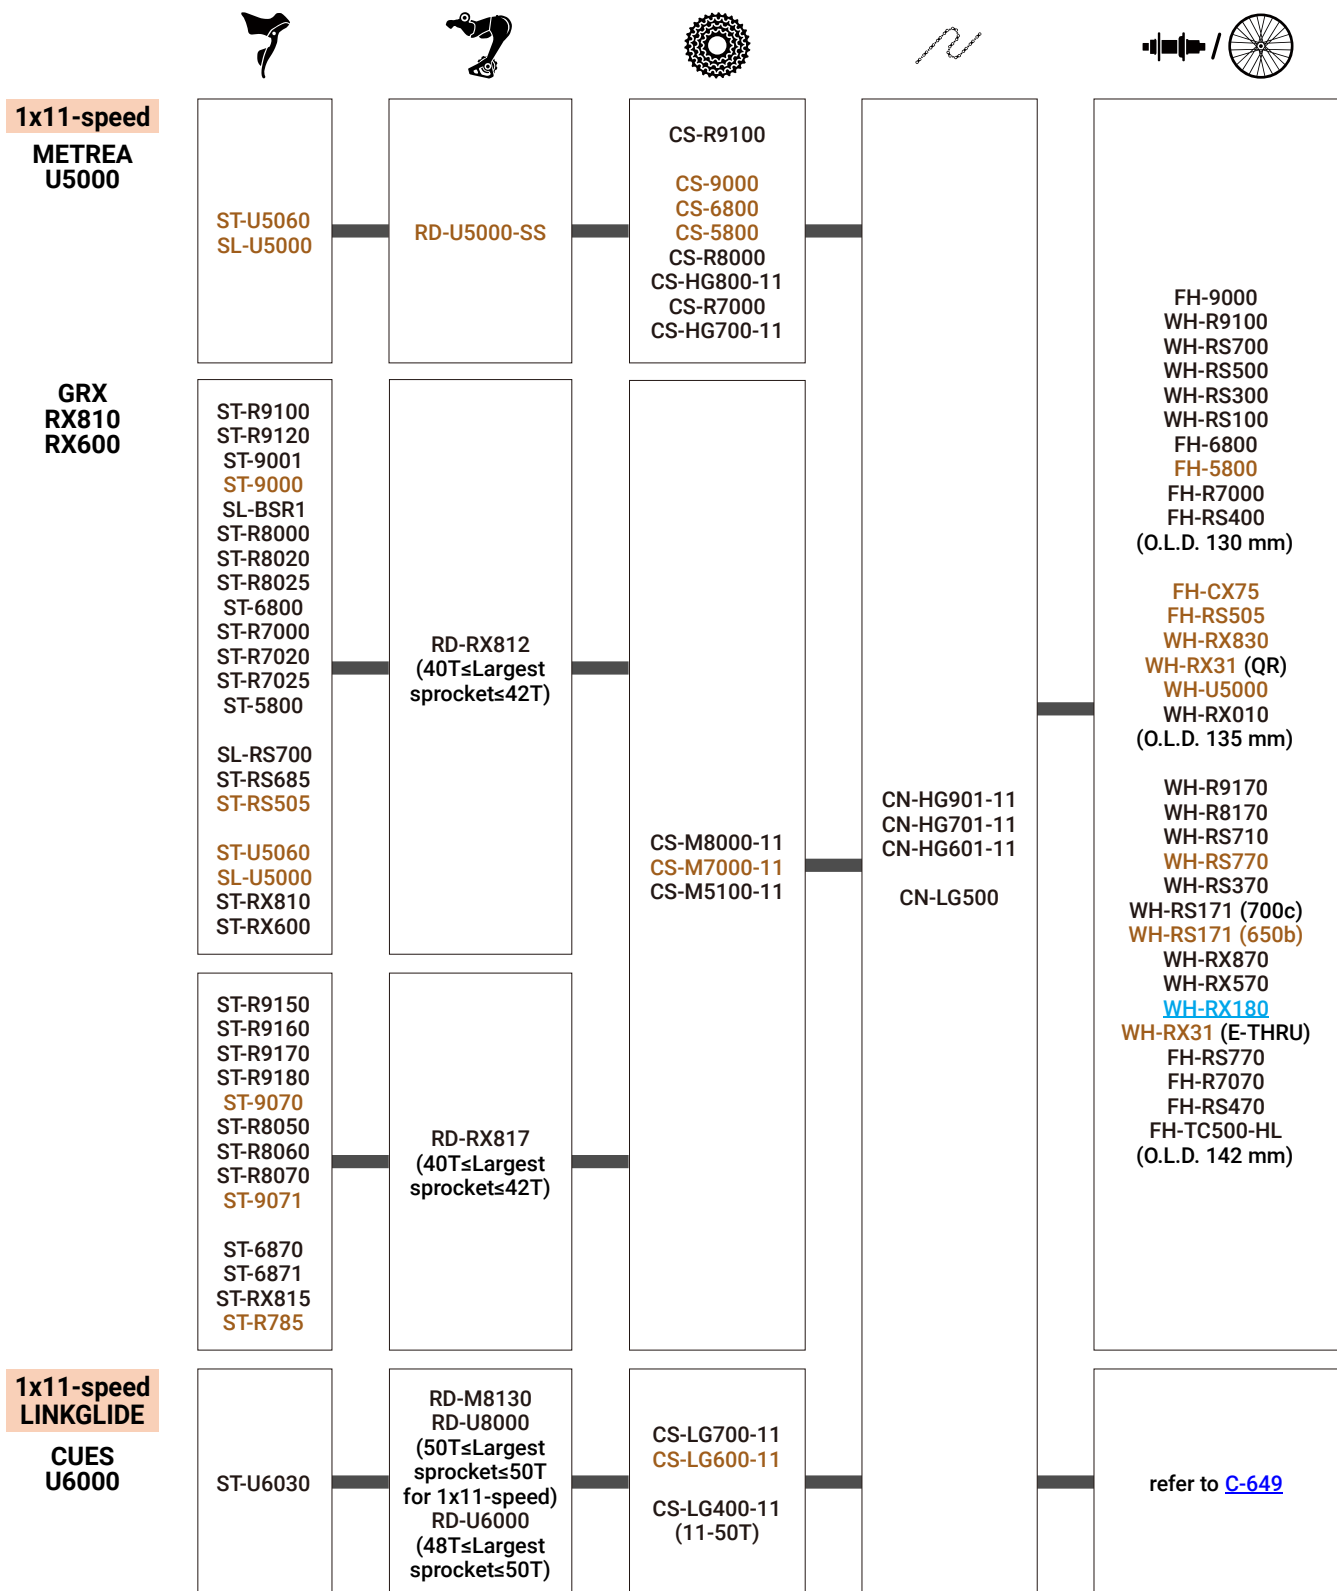 /
1x11-speed
METREA
U5000
ST-U5060
SL-U5000
RD-U5000-SS
CS-R9100
CS-9000
CS-6800
CS-5800
CS-R8000
CS-HG800-11
CS-R7000
CS-HG700-11
GRX
RX810
RX600
ST-R9100
ST-R9120
ST-9001
ST-9000
SL-BSR1
ST-R8000
ST-R8020
ST-R8025
ST-6800
ST-R7000
ST-R7020
ST-R7025
ST-5800
SL-RS700
ST-RS685
ST-RS505
ST-U5060
SL-U5000
ST-RX810
ST-RX600
RD-RX812
(40T≤Largest
sprocket≤42T)
ST-R9150
ST-R9160
ST-R9170
ST-R9180
ST-9070
ST-R8050
ST-R8060
ST-R8070
ST-9071
ST-6870
ST-6871
ST-RX815
ST-R785
RD-RX817
(40T≤Largest
sprocket≤42T)
CS-M8000-11
CS-M7000-11
CS-M5100-11
CN-HG901-11
CN-HG701-11
CN-HG601-11
CN-LG500
FH-9000
WH-R9100
WH-RS700
WH-RS500
WH-RS300
WH-RS100
FH-6800
FH-5800
FH-R7000
FH-RS400
(O.L.D. 130 mm)
FH-CX75
FH-RS505
WH-RX830
WH-RX31 (QR)
WH-U5000
WH-RX010
(O.L.D. 135 mm)
WH-R9170
WH-R8170
WH-RS710
WH-RS770
WH-RS370
WH-RS171 (700c)
WH-RS171 (650b)
WH-RX870
WH-RX570
WH-RX180
WH-RX31 (E-THRU)
FH-RS770
FH-R7070
FH-RS470
FH-TC500-HL
(O.L.D. 142 mm)
1x11-speed
LINKGLIDE
CUES
U6000
ST-U6030
RD-M8130
RD-U8000
(50T≤Largest
sprocket≤50T
for 1x11-speed)
RD-U6000
(48T≤Largest
sprocket≤50T)
CS-LG700-11
CS-LG600-11
CS-LG400-11
(11-50T)
refer to C-649